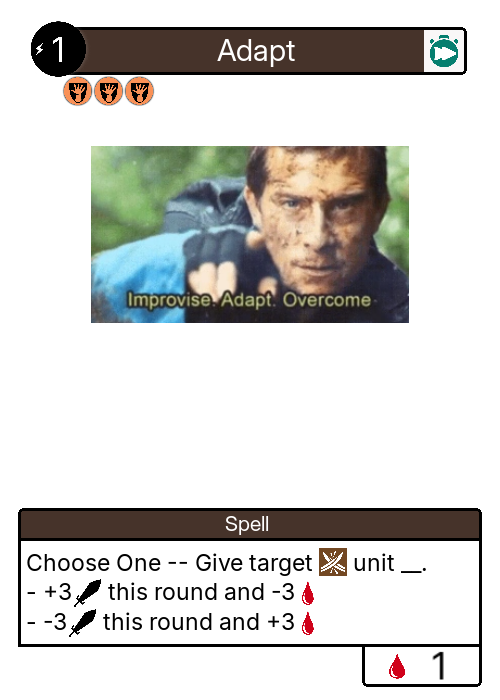 1
Adapt
Improvise. Adapt. Overcome
Spell
Choose One -- Give target unit __.
- +3 this round and -3
- -3 this round and +3
1